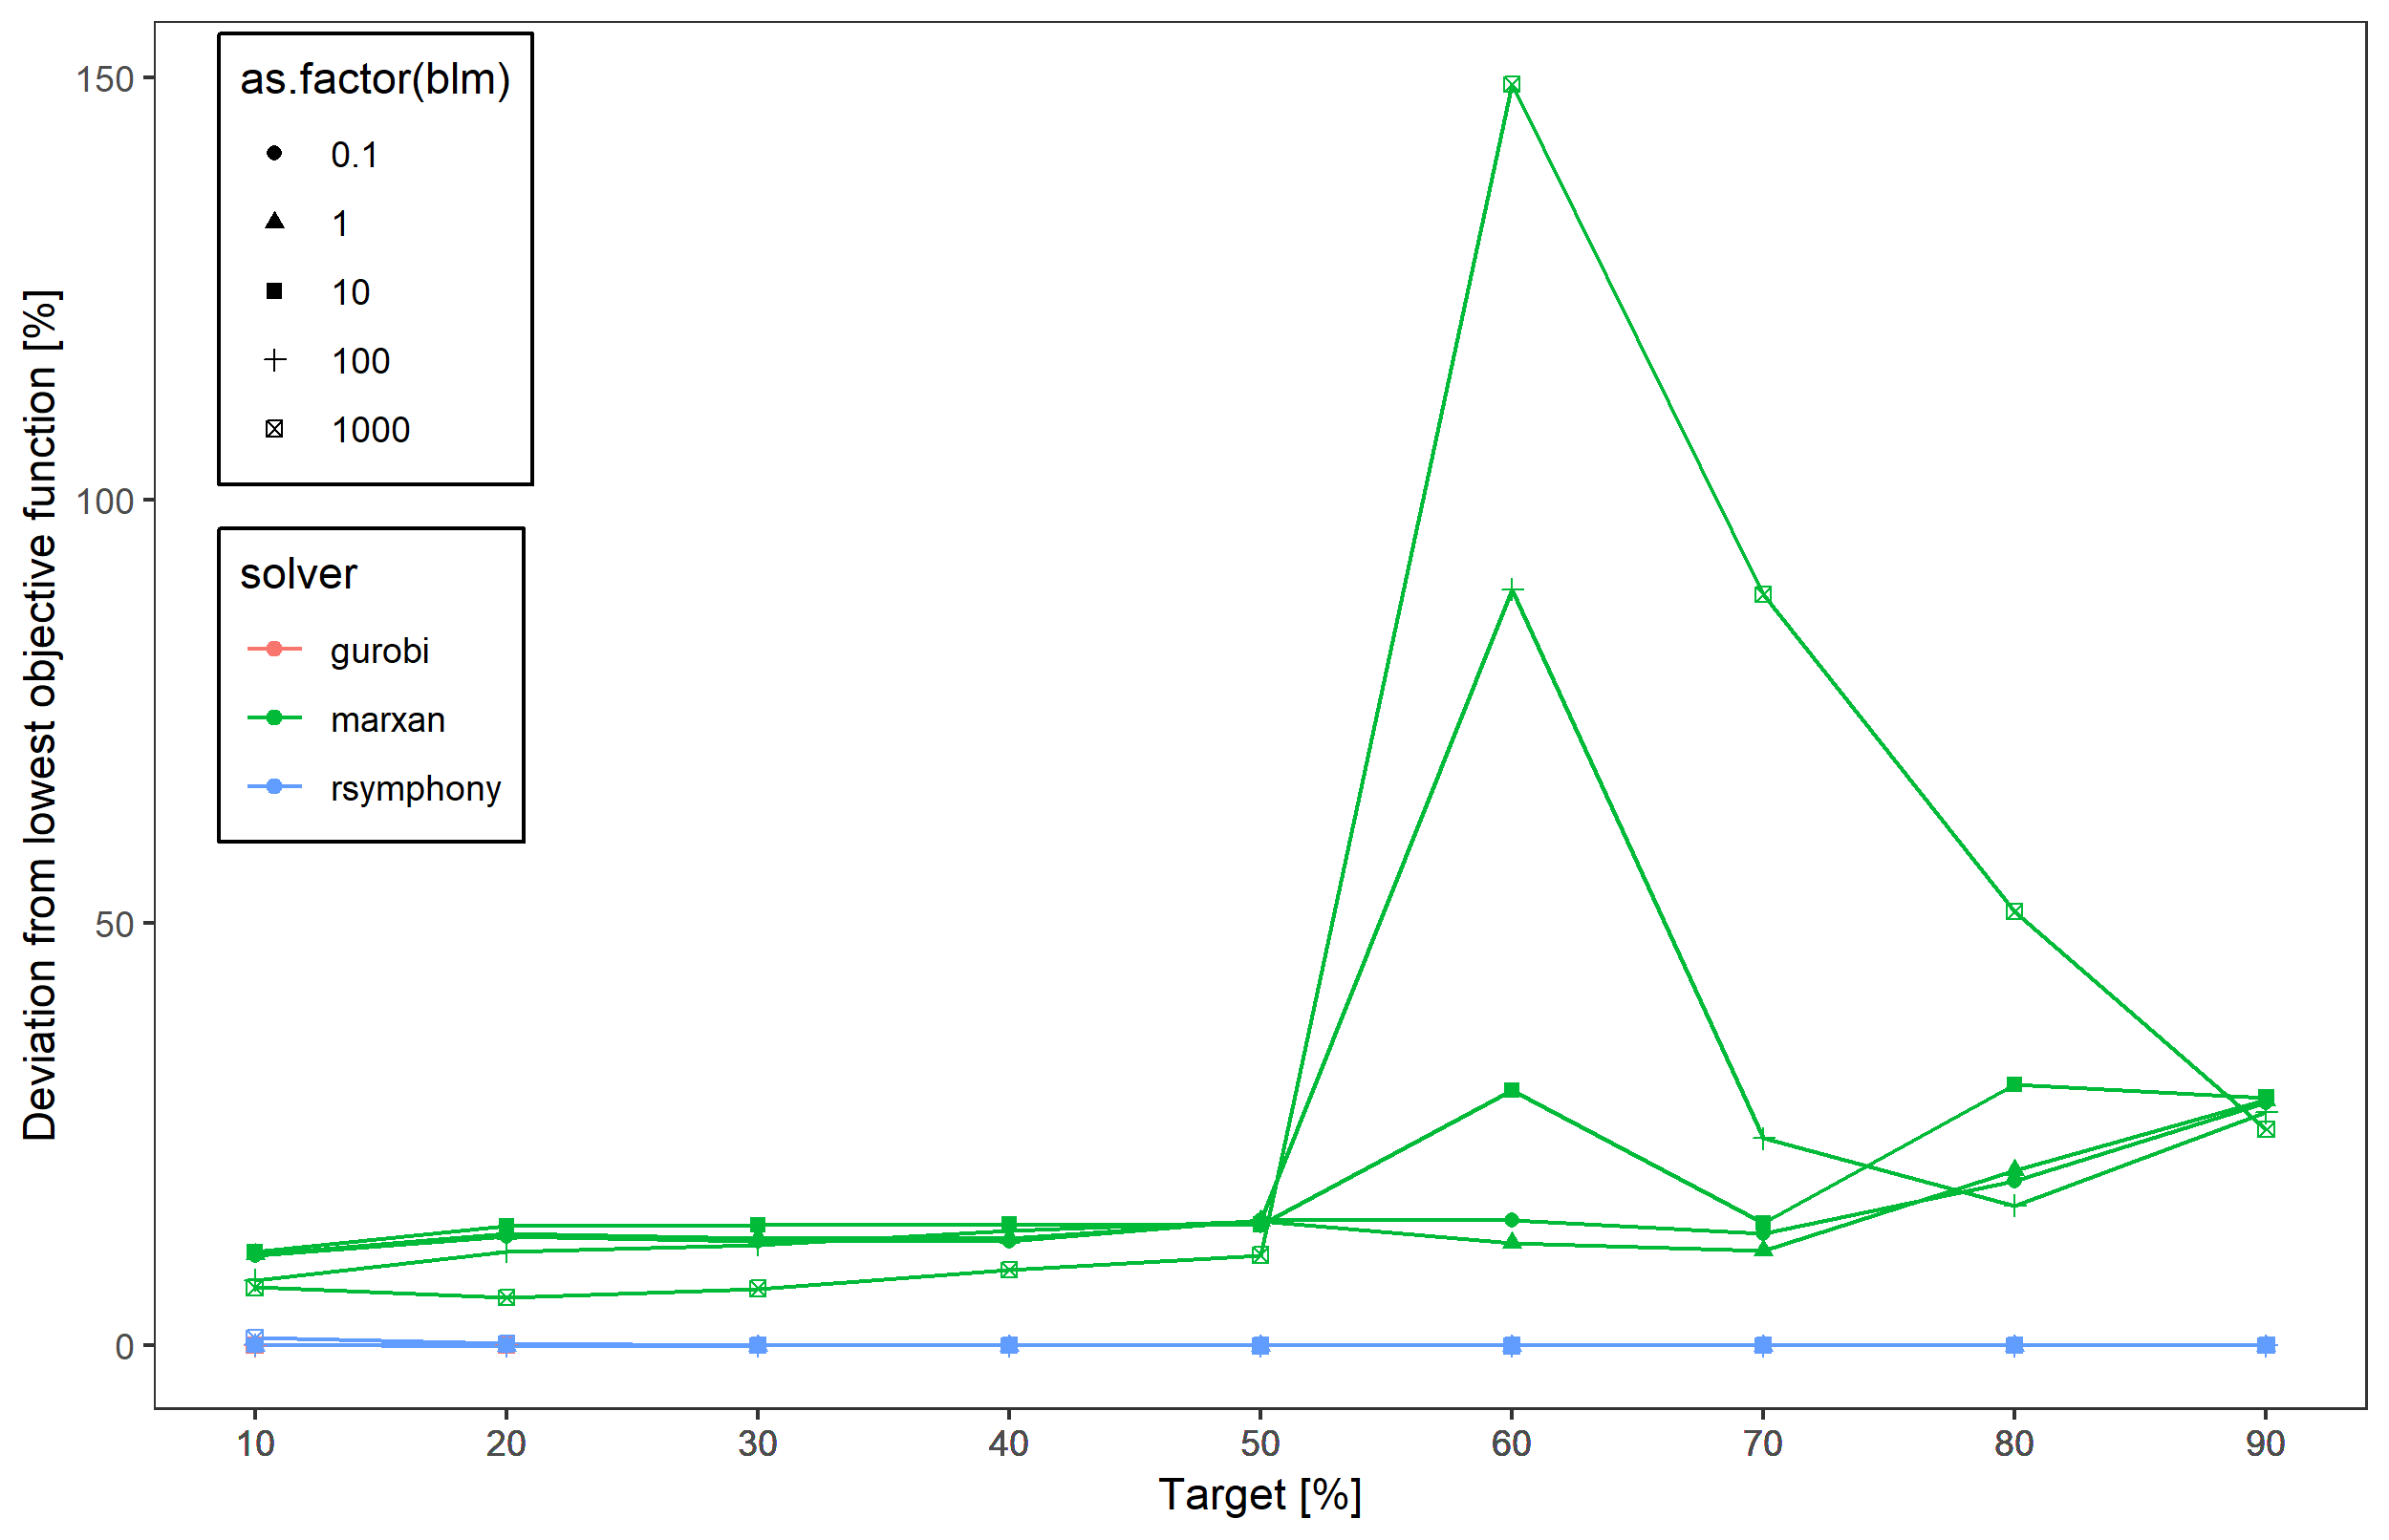 as.factor(blm)
0.1
1
10
100
1000
solver
gurobi
marxan
rsymphony
Deviation from lowest objective function [%]
150
100
50
0
10 20 30 40 50 60 70 80 90
Target [%]